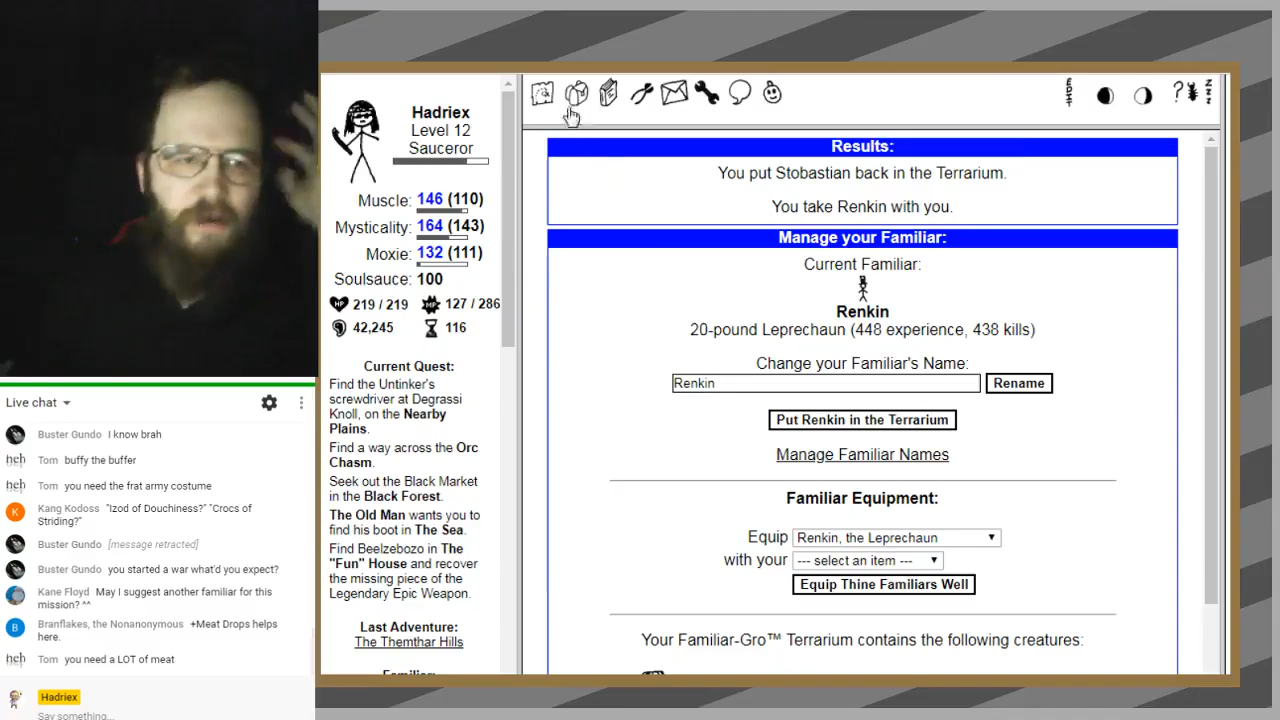 Hadriex
Level 12
Sauceror
Muscle: 146 (110)
Mysticality: 164 (143)
Moxie: 132 (111)
Soulsauce: 100
HP 219 / 219 MP 127 / 286
42,245 116
Current Quest:
Find the Untinker's
screwdriver at Degrassi
Knoll, on the Nearby
Plains.
Find a way across the Orc
Chasm.
Seek out the Black Market
in the Black Forest.
The Old Man wants you to
find his boot in The Sea.
Find Beelzebozo in The
"Fun" House and recover
the missing piece of the
Legendary Epic Weapon.
Last Adventure:
The Themthar Hills
Familiar:
Results:
You put Stobastian back in the Terrarium.
You take Renkin with you.
Manage your Familiar:
Current Familiar:
Renkin
20-pound Leprechaun (448 experience, 438 kills)
Change your Familiar's Name:
Renkin Rename
Put Renkin in the Terrarium
Manage Familiar Names
Familiar Equipment:
Equip Renkin, the Leprechaun
with your --- select an item ---
Equip Thine Familiars Well
Your Familiar-Gro™ Terrarium contains the following creatures:
Live chat
Buster Gundo I know brah
Tom buffy the buffer
Tom you need the frat army costume
K Kang Kodoss "Izod of Douchiness?" "Crocs of
Striding?"
Buster Gundo [message retracted]
Buster Gundo you started a war what'd you expect?
Kane Floyd May I suggest another familiar for this
mission? ^^
B Branflakes, the Nonanonymous +Meat Drops helps
here.
Tom you need a LOT of meat
Hadriex
Say something...